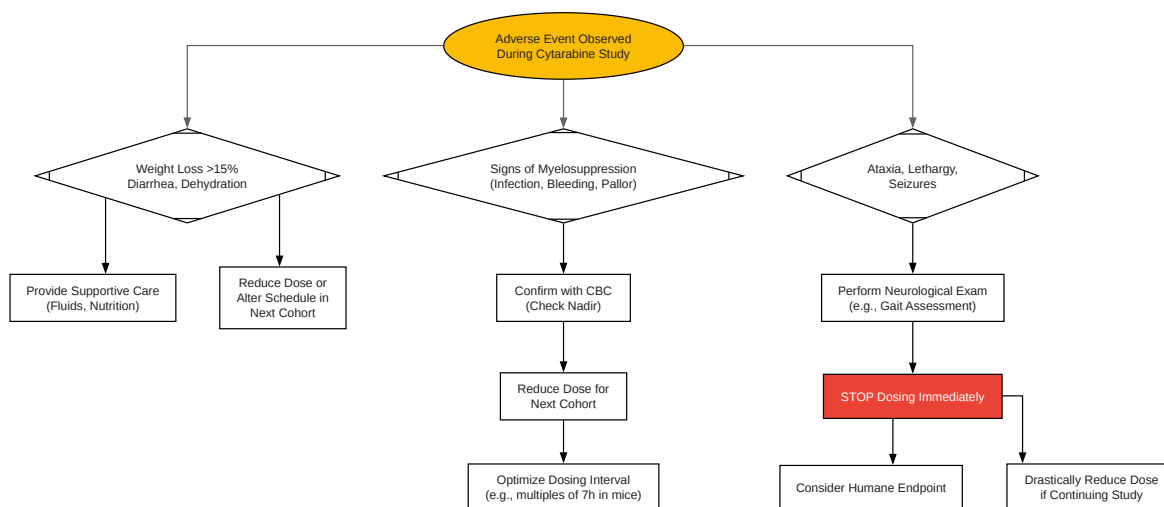 Adverse Event Observed
During Cytarabine Study
Weight Loss >15%
Diarrhea, Dehydration
Signs of Myelosuppression
(Infection, Bleeding, Pallor)
Ataxia, Lethargy,
Seizures
Provide Supportive Care
(Fluids, Nutrition)
Reduce Dose or
Alter Schedule in
Next Cohort
Confirm with CBC
(Check Nadir)
Perform Neurological Exam
(e.g., Gait Assessment)
Reduce Dose for
Next Cohort
STOP Dosing Immediately
Optimize Dosing Interval
(e.g., multiples of 7h in mice)
Consider Humane Endpoint
Drastically Reduce Dose
if Continuing Study